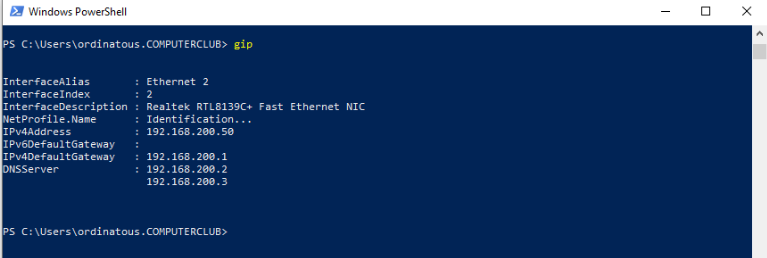 Windows PowerShell
PS C:\Users\ordinatous.COMPUTERCLUB> gip
InterfaceAlias       : Ethernet 2
InterfaceIndex       : 2
InterfaceDescription : Realtek RTL8139C+ Fast Ethernet NIC
NetProfile.Name      : Identification...
IPv4Address          : 192.168.200.50
IPv6DefaultGateway   :
IPv4DefaultGateway   : 192.168.200.1
DNSServer            : 192.168.200.2
                       192.168.200.3
PS C:\Users\ordinatous.COMPUTERCLUB>